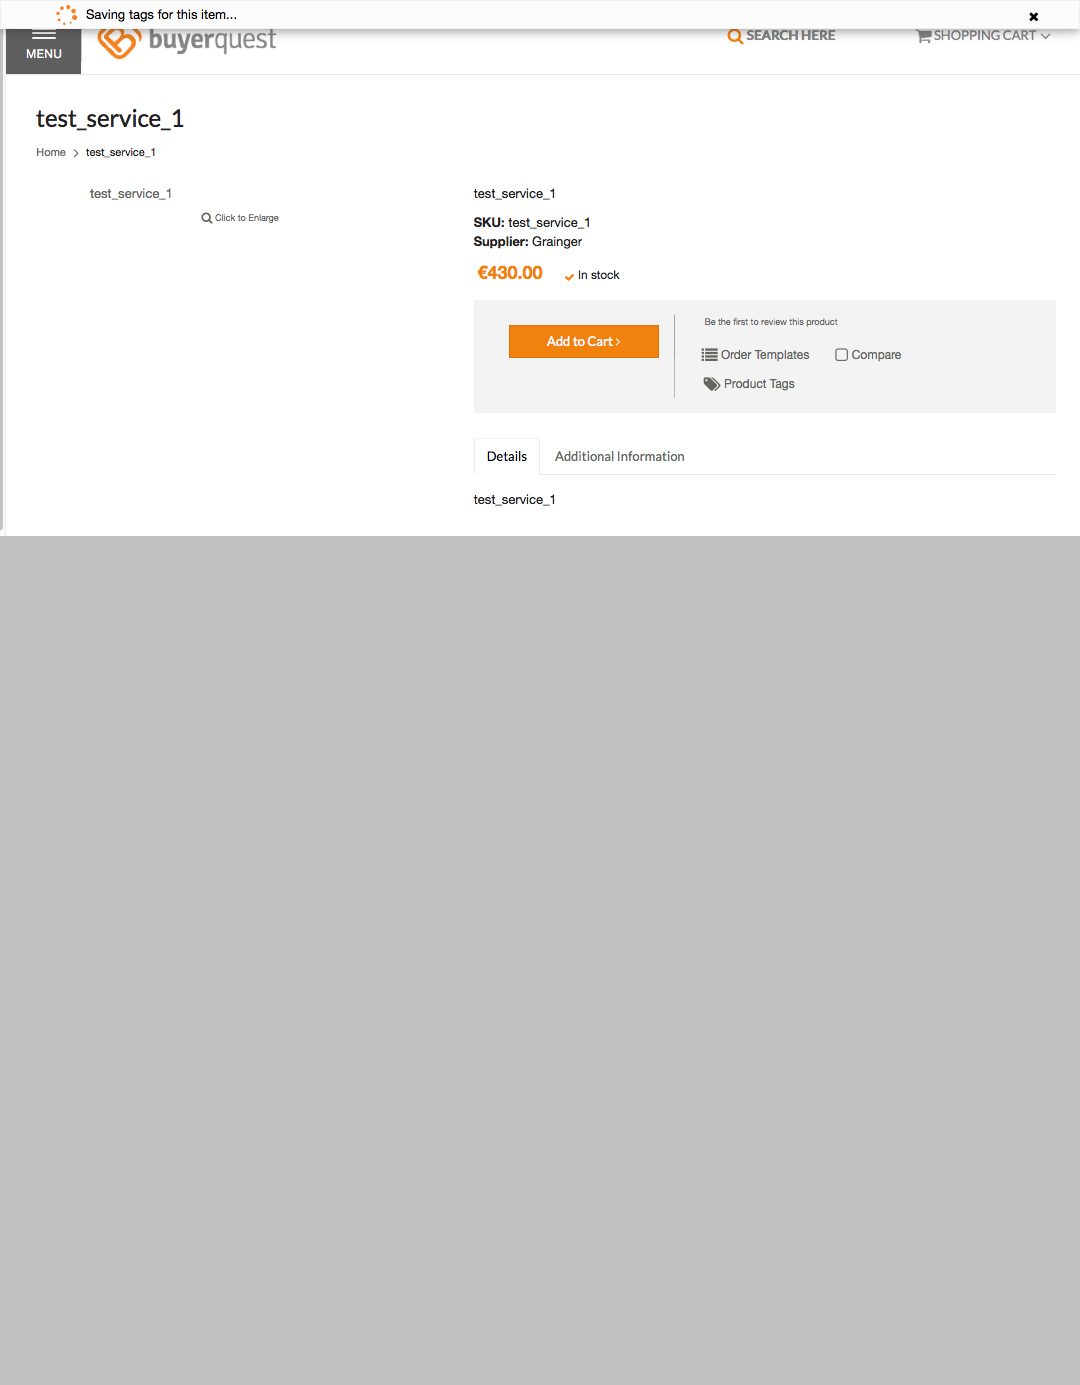 Saving tags for this item...
MENU
buyerquest
SEARCH HERE
SHOPPING CART
test_service_1
Home > test_service_1
test_service_1
Click to Enlarge
test_service_1
SKU: test_service_1
Supplier: Grainger
€430.00
In stock
Add to Cart ›
Be the first to review this product
Order Templates
Compare
Product Tags
Details
Additional Information
test_service_1